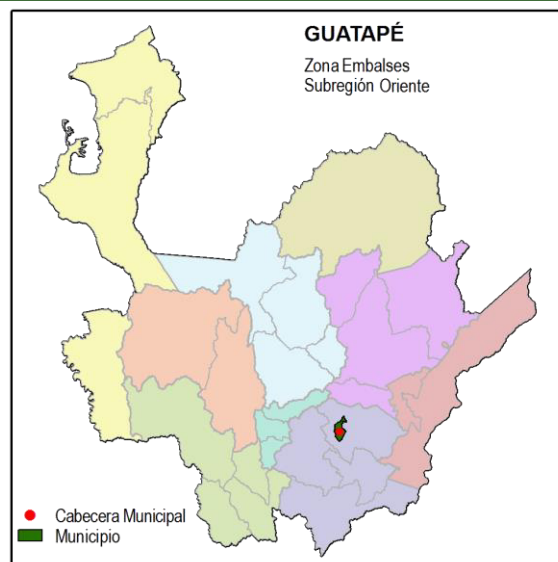 GUATAPÉ
Zona Embalses
Subregión Oriente
Cabecera Municipal
Municipio